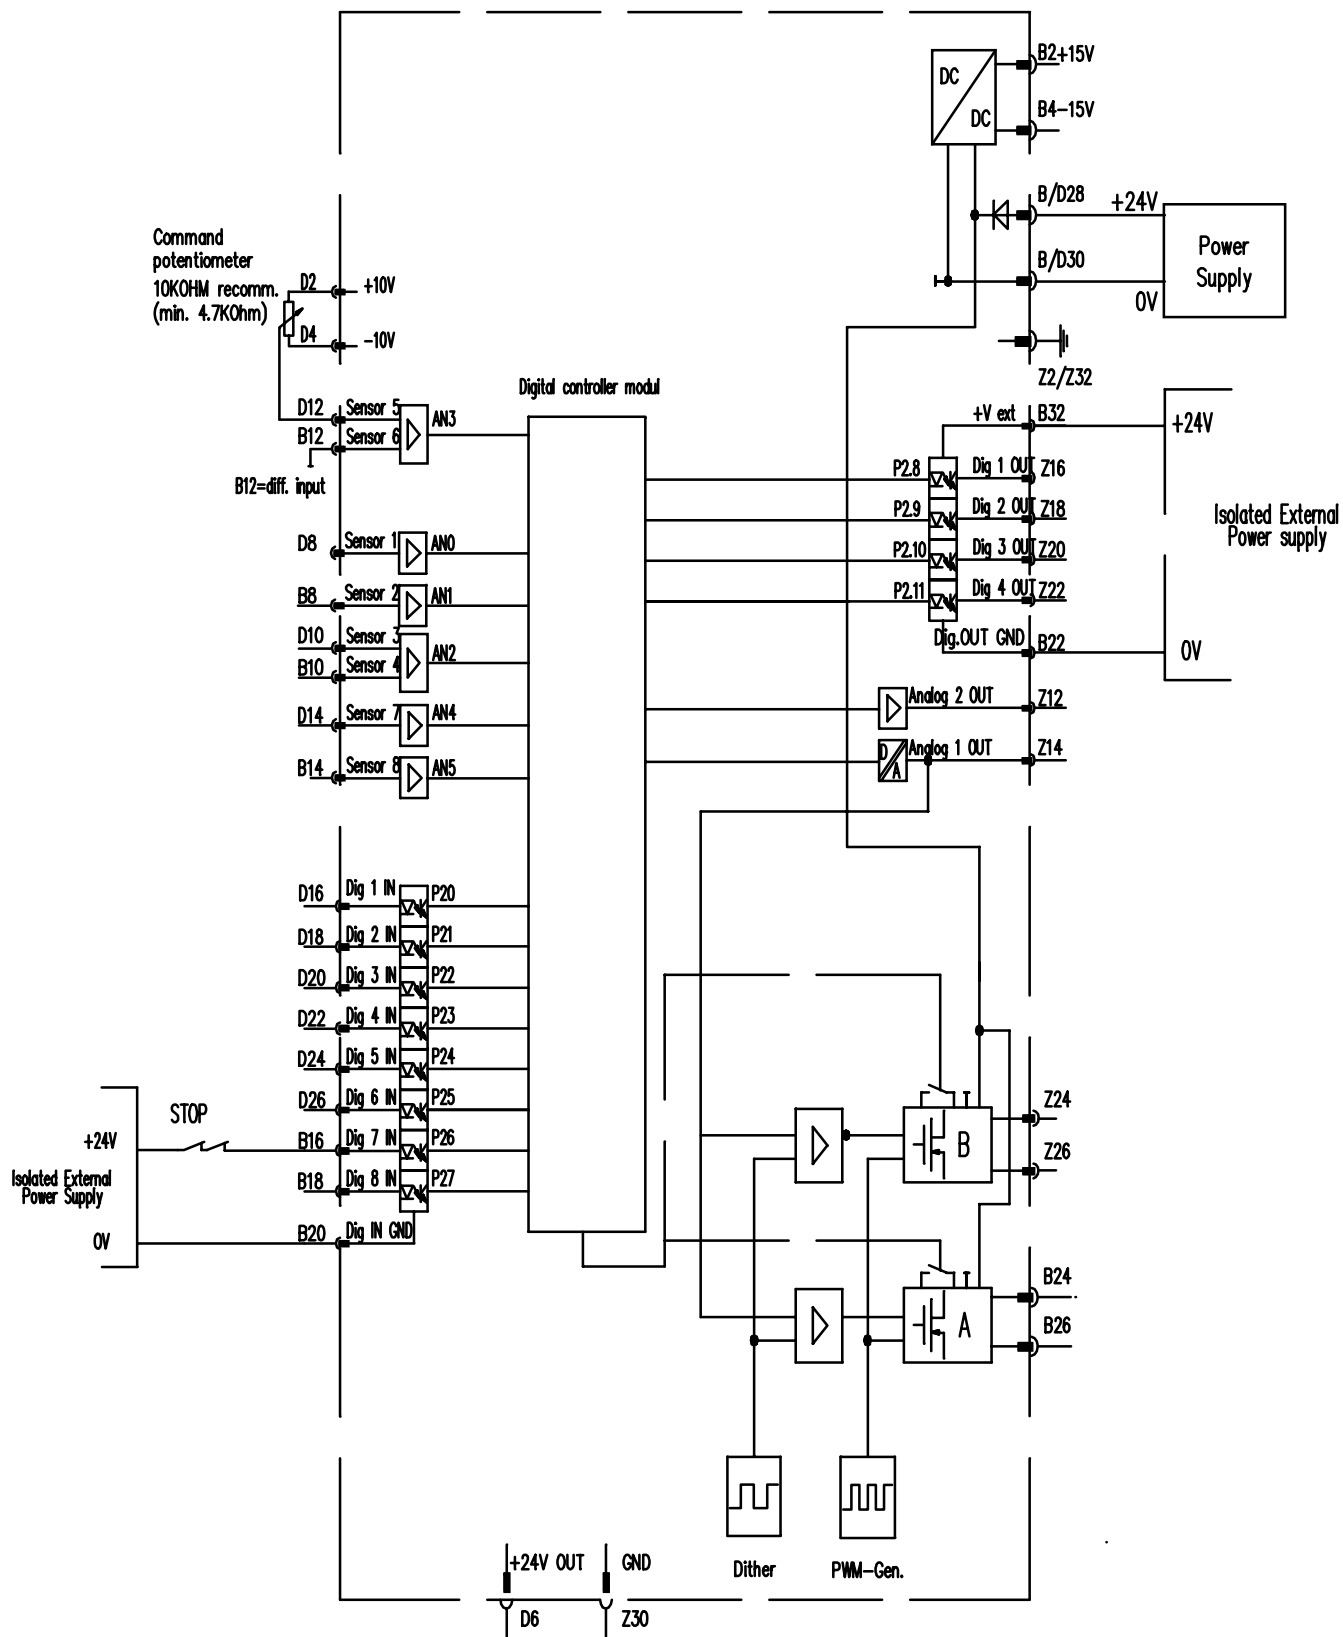 B2+15V
DC
DC
B4-15V
B/D28
+24V
Power
Supply
B/D30
0V
Z2/Z32
Command
potentiometer
10KOHM recomm.
(min. 4.7KOhm)
D2
+10V
D4
-10V
Digital controller modul
D12
Sensor 5
AN3
B12
Sensor 6
B12=diff. input
D8
Sensor 1
AN0
B8
Sensor 2
AN1
D10
Sensor 3
AN2
B10
Sensor 4
D14
Sensor 7
AN4
B14
Sensor 8
AN5
+V ext
B32
+24V
P2.8
Dig 1 OUT
Z16
P2.9
Dig 2 OUT
Z18
P2.10
Dig 3 OUT
Z20
P2.11
Dig 4 OUT
Z22
Dig.OUT GND
B22
0V
Isolated External
Power supply
Analog 2 OUT
Z12
D
A
Analog 1 OUT
Z14
D16
Dig 1 IN
P20
D18
Dig 2 IN
P21
D20
Dig 3 IN
P22
D22
Dig 4 IN
P23
D24
Dig 5 IN
P24
D26
Dig 6 IN
P25
STOP
+24V
B16
Dig 7 IN
P26
Isolated External
Power Supply
B18
Dig 8 IN
P27
0V
B20
Dig IN GND
B
Z24
Z26
A
B24
B26
Dither
PWM-Gen.
+24V OUT
GND
D6
Z30